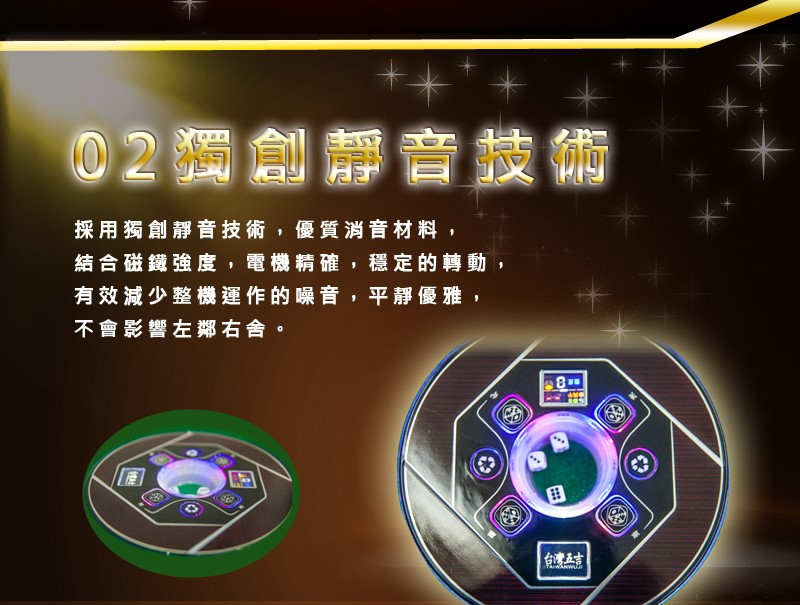 02獨創靜音技術
採用獨創靜音技術，優質消音材料，
結合磁鐵強度，電機精確，穩定的轉動，
有效減少整機運作的噪音，平靜優雅，
不會影響左鄰右舍。
8
台灣五吉
TAIWANWUJI